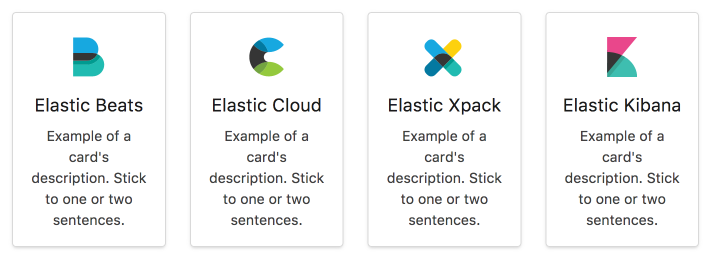 Elastic Beats
Example of a
card's
description. Stick
to one or two
sentences.
Elastic Cloud
Example of a
card's
description. Stick
to one or two
sentences.
Elastic Xpack
Example of a
card's
description. Stick
to one or two
sentences.
Elastic Kibana
Example of a
card's
description. Stick
to one or two
sentences.